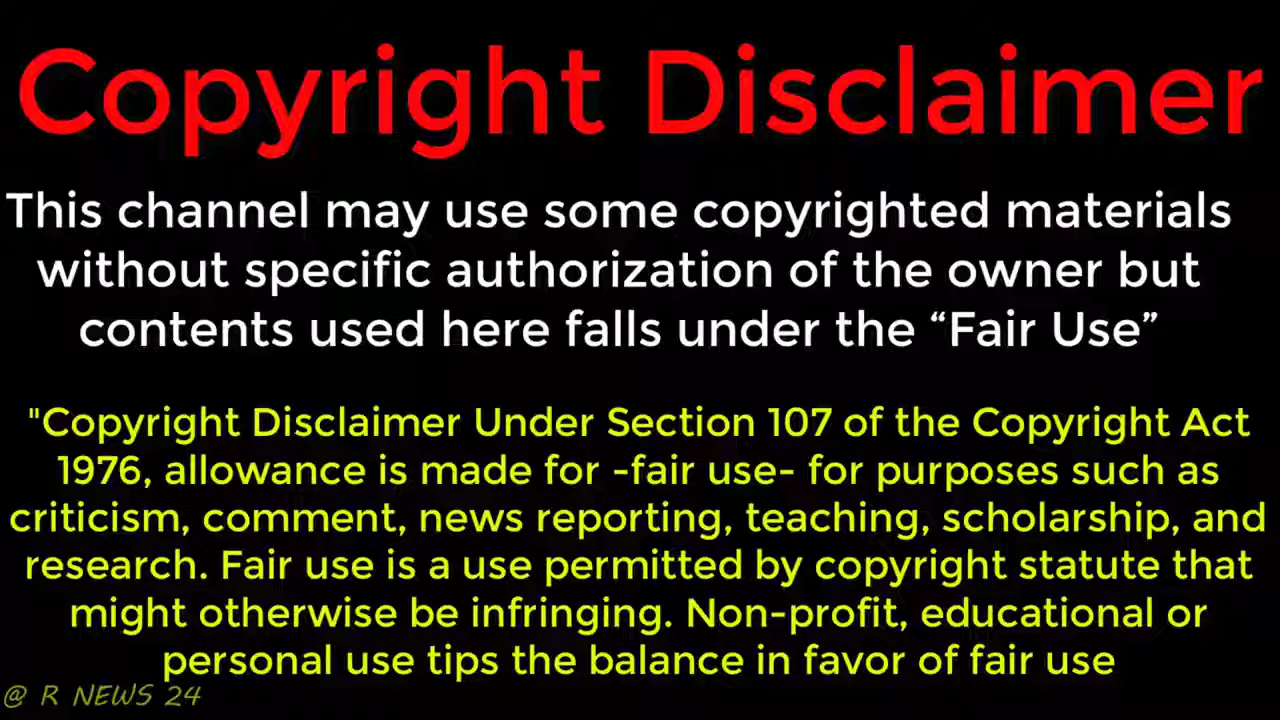 Copyright Disclaimer
This channel may use some copyrighted materials
without specific authorization of the owner but
contents used here falls under the “Fair Use”
"Copyright Disclaimer Under Section 107 of the Copyright Act
1976, allowance is made for -fair use- for purposes such as
criticism, comment, news reporting, teaching, scholarship, and
research. Fair use is a use permitted by copyright statute that
might otherwise be infringing. Non-profit, educational or
personal use tips the balance in favor of fair use
@ R NEWS 24